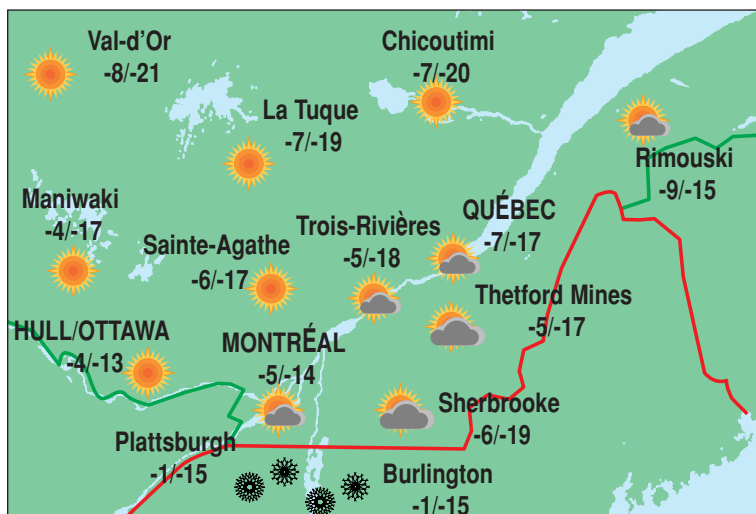 Val-d'Or
-8/-21
Chicoutimi
-7/-20
La Tuque
-7/-19
Rimouski
-9/-15
Maniwaki
-4/-17
Trois-Rivières
-5/-18
QUÉBEC
-7/-17
Sainte-Agathe
-6/-17
Thetford Mines
-5/-17
HULL/OTTAWA
-4/-13
MONTRÉAL
-5/-14
Sherbrooke
-6/-19
Plattsburgh
-1/-15
Burlington
-1/-15